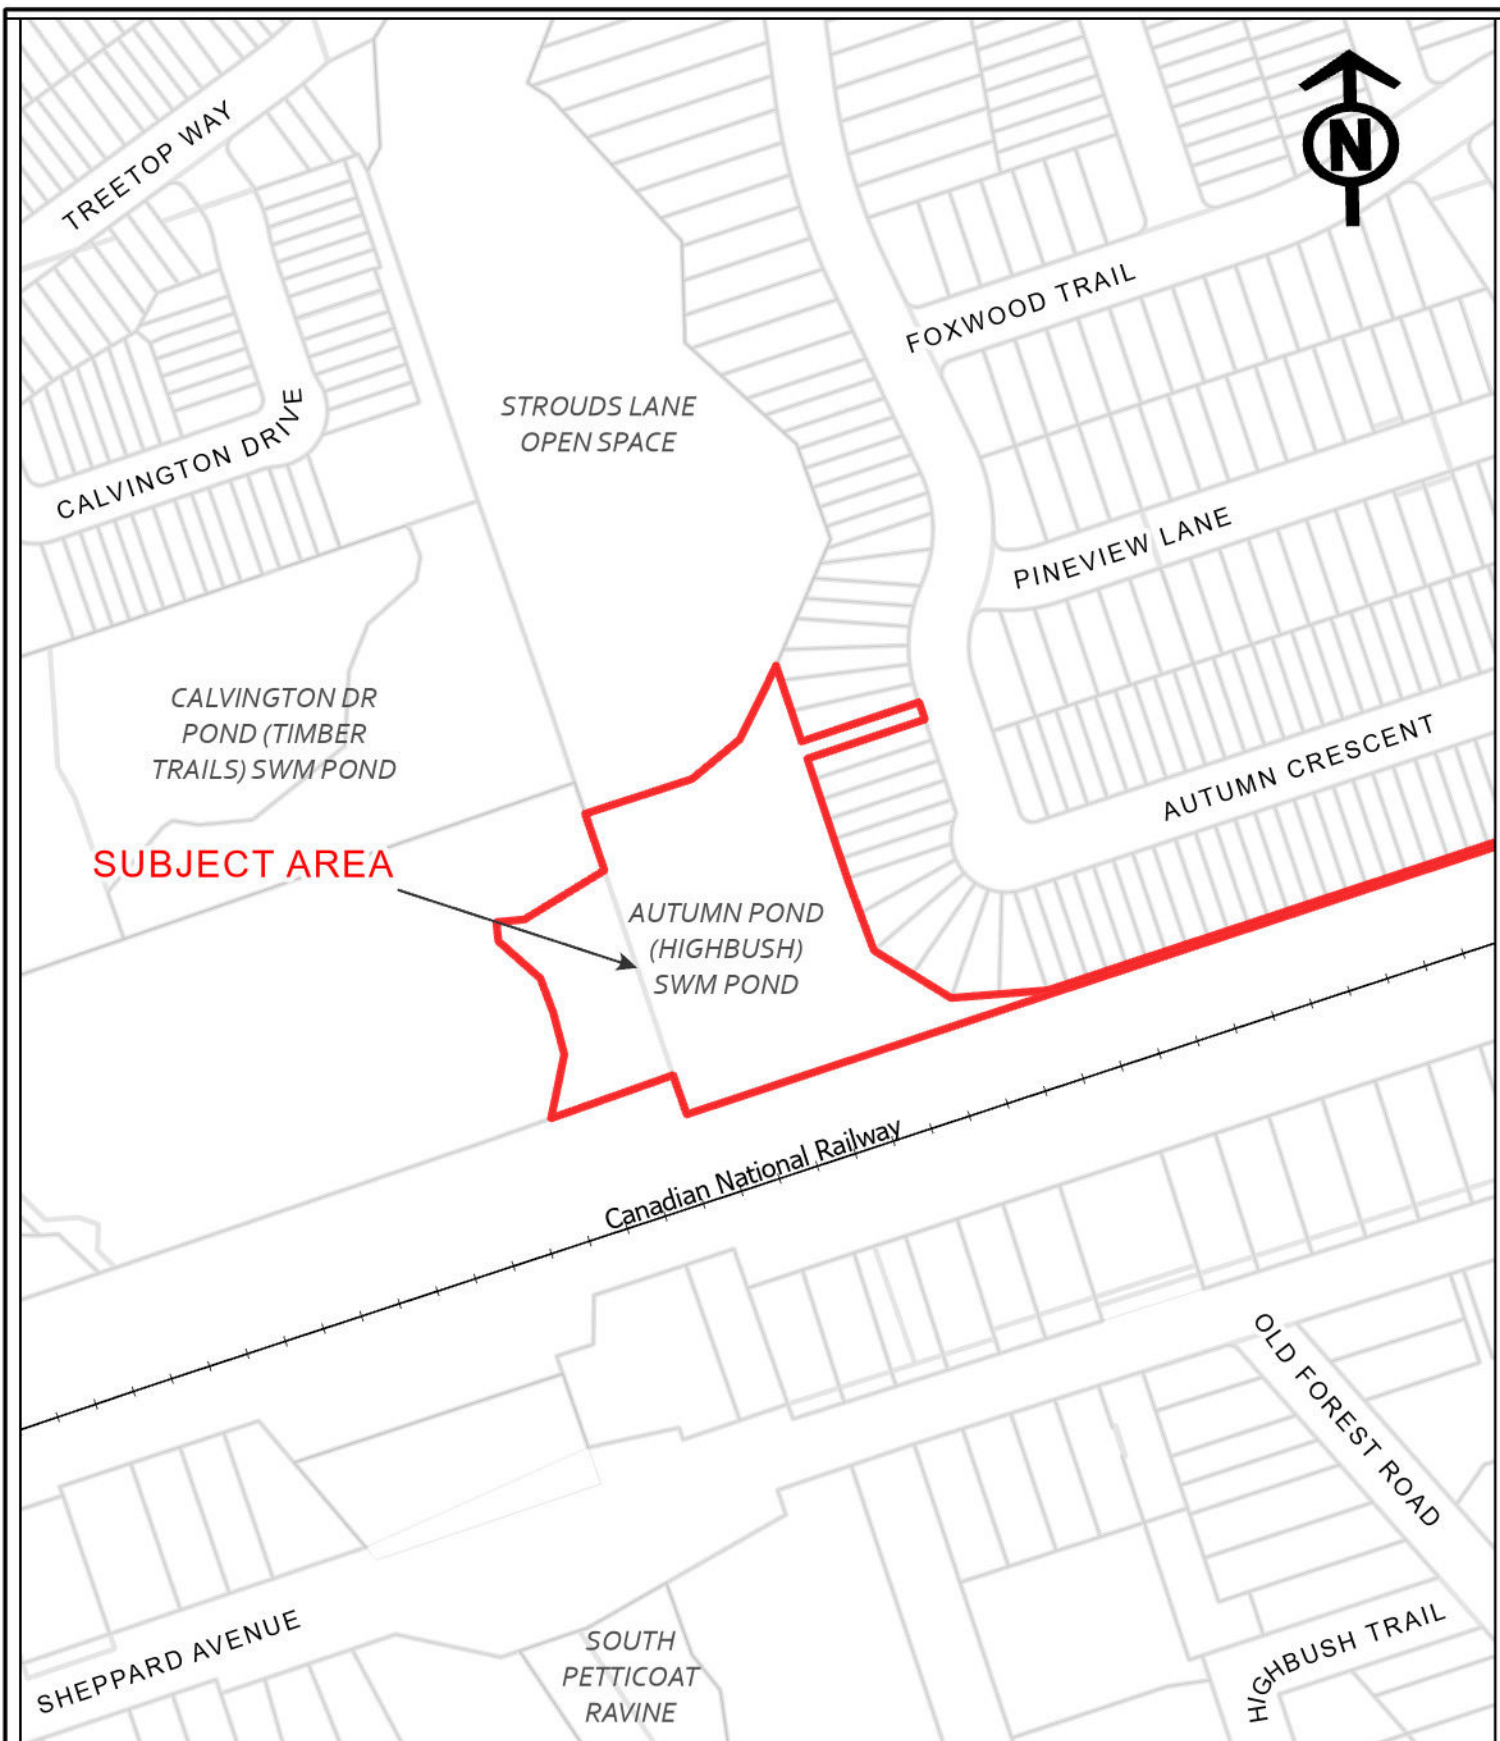 N
TREETOP WAY
FOXWOOD TRAIL
STROUDS LANE
OPEN SPACE
CALVINGTON DRIVE
PINEVIEW LANE
CALVINGTON DR
POND (TIMBER
TRAILS) SWM POND
AUTUMN CRESCENT
SUBJECT AREA
AUTUMN POND
(HIGHBUSH)
SWM POND
Canadian National Railway
OLD FOREST ROAD
SHEPPARD AVENUE
SOUTH
PETTICOAT
RAVINE
HIGHBUSH TRAIL